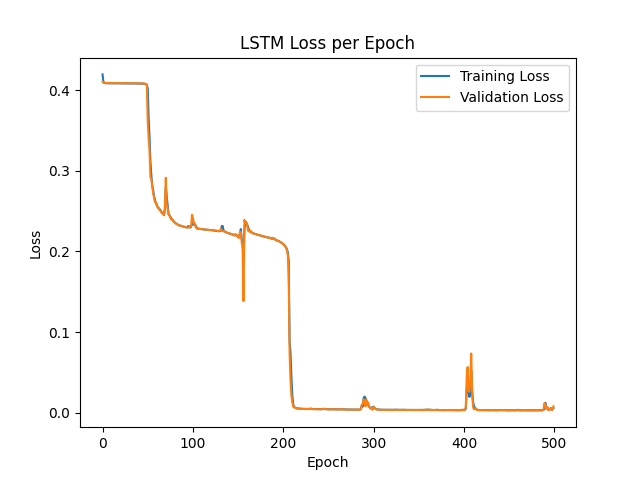 LSTM Loss per Epoch
Training Loss
Validation Loss
Loss
0.4
0.3
0.2
0.1
0.0
0 100 200 300 400 500
Epoch